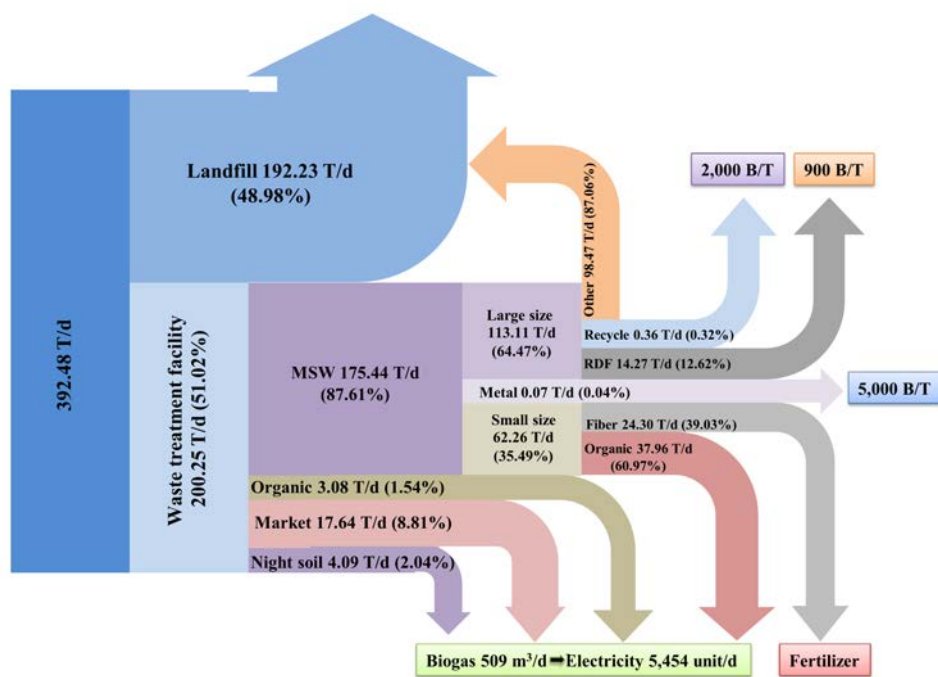 392.48 T/d
Landfill 192.23 T/d
(48.98%)
Waste treatment facility
200.25 T/d (51.02%)
MSW 175.44 T/d
(87.61%)
Organic 3.08 T/d (1.54%)
Market 17.64 T/d (8.81%)
Night soil 4.09 T/d (2.04%)
Large size
113.11 T/d
(64.47%)
Metal 0.07 T/d (0.04%)
Small size
62.26 T/d
(35.49%)
Other 98.47 T/d (87.06%)
Recycle 0.36 T/d (0.32%)
RDF 14.27 T/d (12.62%)
Fiber 24.30 T/d (39.03%)
Organic 37.96 T/d
(60.97%)
2,000 B/T
900 B/T
5,000 B/T
Biogas 509 m³/d ➡Electricity 5,454 unit/d
Fertilizer